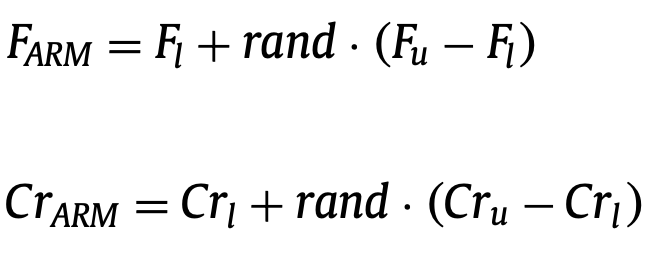 F_ARM = F_l + rand · (F_u − F_l)
Cr_ARM = Cr_l + rand · (Cr_u − Cr_l)